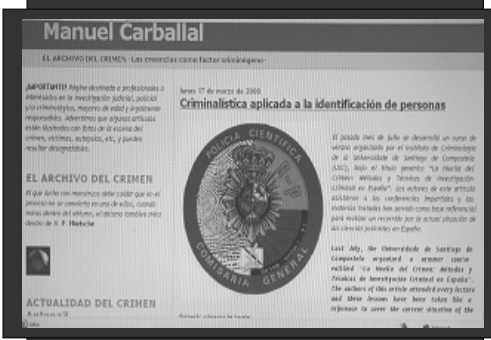 Manuel Carballal
EL ARCHIVO DEL CRIMEN -Las creencias como factor criminógeno-
¡IMPORTANTE! Página destinada a profesionales o
interesados en la investigación judicial, policial
y/o criminológica, mayores de edad y legalmente
responsables. Advertimos que algunos artículos
están ilustrados con fotos de la escena del
crimen, víctimas, autopsias, etc, y pueden
resultar desagradables.
EL ARCHIVO DEL CRIMEN
El que lucha con monstruos debe cuidar que en el
proceso no se convierta en uno de ellos, cuando
miras dentro del abismo, el abismo también mira
dentro de ti. F. Nietsche
ACTUALIDAD DEL CRIMEN
lunes 17 de marzo de 2008
Criminalística aplicada a la identificación de personas
POLICIA CIENTIFICA
COMISARIA GENERAL
El pasado mes de julio se desarrolló un curso de
verano organizado por el Instituto de Criminología
de la Universidade de Santiago de Compostela
(USC), bajo el título genérico "La Huella del
Crimen: Métodos y Técnicas de Investigación
Criminal en España". Los autores de este artículo
asistieron a las conferencias impartidas y los
materias tratadas han servido como base referencial
para realizar un recorrido por la actual situación de
las ciencias policiales en España.
Last July, the Universidade de Santiago de
Compostela organized a summer course
entitled "La Huella del Crimen: Métodos y
Técnicas de Investigación Criminal en España".
The authors of this article attended every lecture
and these lessons have been taken like a
reference to cover the current situation of the